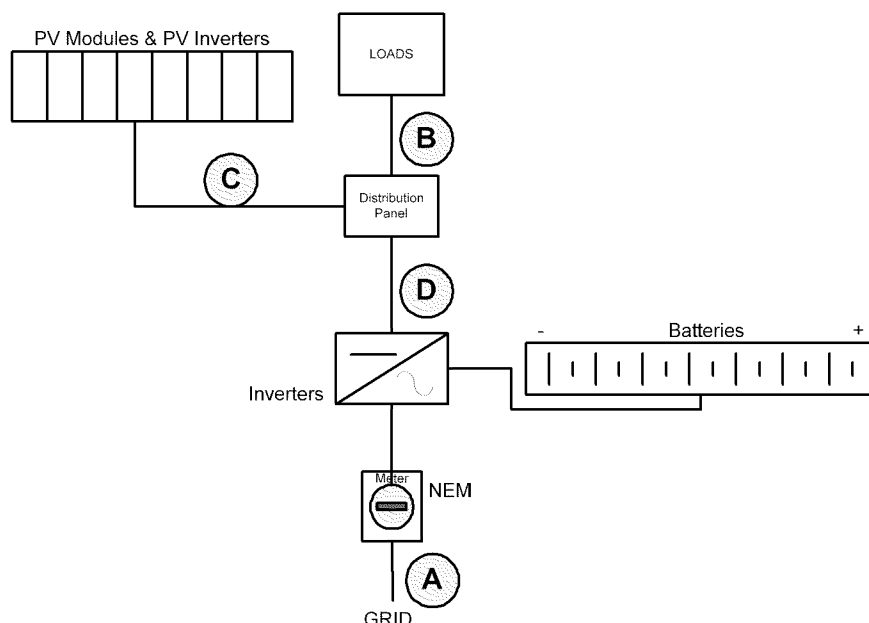 PV Modules & PV Inverters
LOADS
B
C
Distribution
Panel
D
- Batteries +
Inverters
Meter
NEM
A
GRID